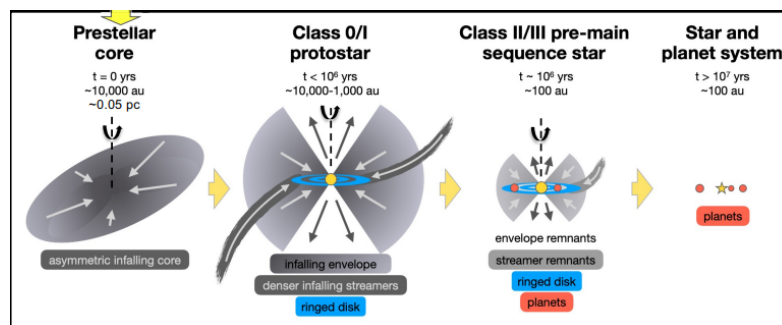 Prestellar
core
t = 0 yrs
~10,000 au
~0.05 pc
asymmetric infalling core
Class 0/I
protostar
t < 10⁶ yrs
~10,000-1,000 au
infalling envelope
denser infalling streamers
ringed disk
Class II/III pre-main
sequence star
t ~ 10⁶ yrs
~100 au
envelope remnants
streamer remnants
ringed disk
planets
Star and
planet system
t > 10⁷ yrs
~100 au
planets